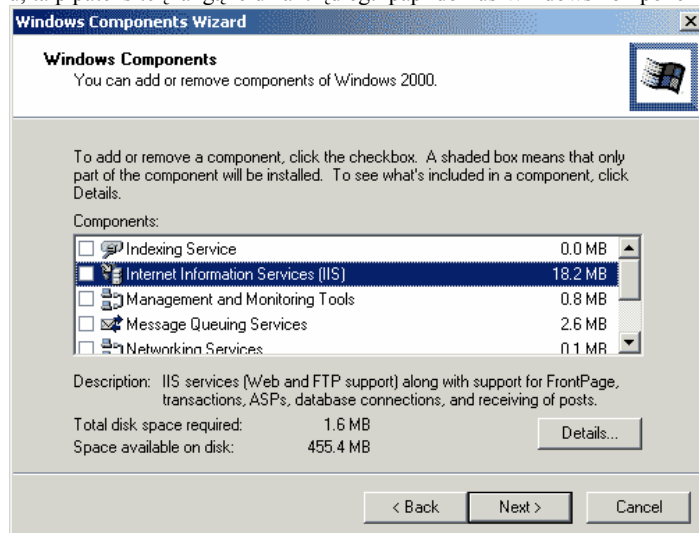 Windows Components Wizard
Windows Components
You can add or remove components of Windows 2000.
To add or remove a component, click the checkbox. A shaded box means that only
part of the component will be installed. To see what's included in a component, click
Details.
Components:
Indexing Service 0.0 MB
Internet Information Services (IIS) 18.2 MB
Management and Monitoring Tools 0.8 MB
Message Queuing Services 2.6 MB
Networking Services 0.1 MB
Description: IIS services (Web and FTP support) along with support for FrontPage,
transactions, ASPs, database connections, and receiving of posts.
Total disk space required: 1.6 MB
Space available on disk: 455.4 MB
Details...
< Back Next > Cancel